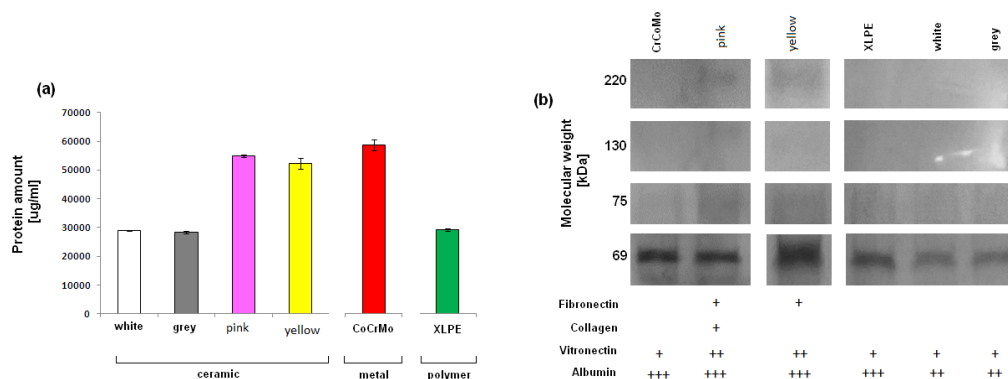 (a)
Protein amount
[ug/ml]
70000
60000
50000
40000
30000
20000
10000
0
white grey pink yellow CoCrMo XLPE
ceramic metal polymer
(b)
CrCoMo pink yellow XLPE white grey
Molecular weight
[kDa]
220
130
75
69
Fibronectin + +
Collagen +
Vitronectin + ++ ++ + + +
Albumin +++ +++ +++ +++ ++ ++